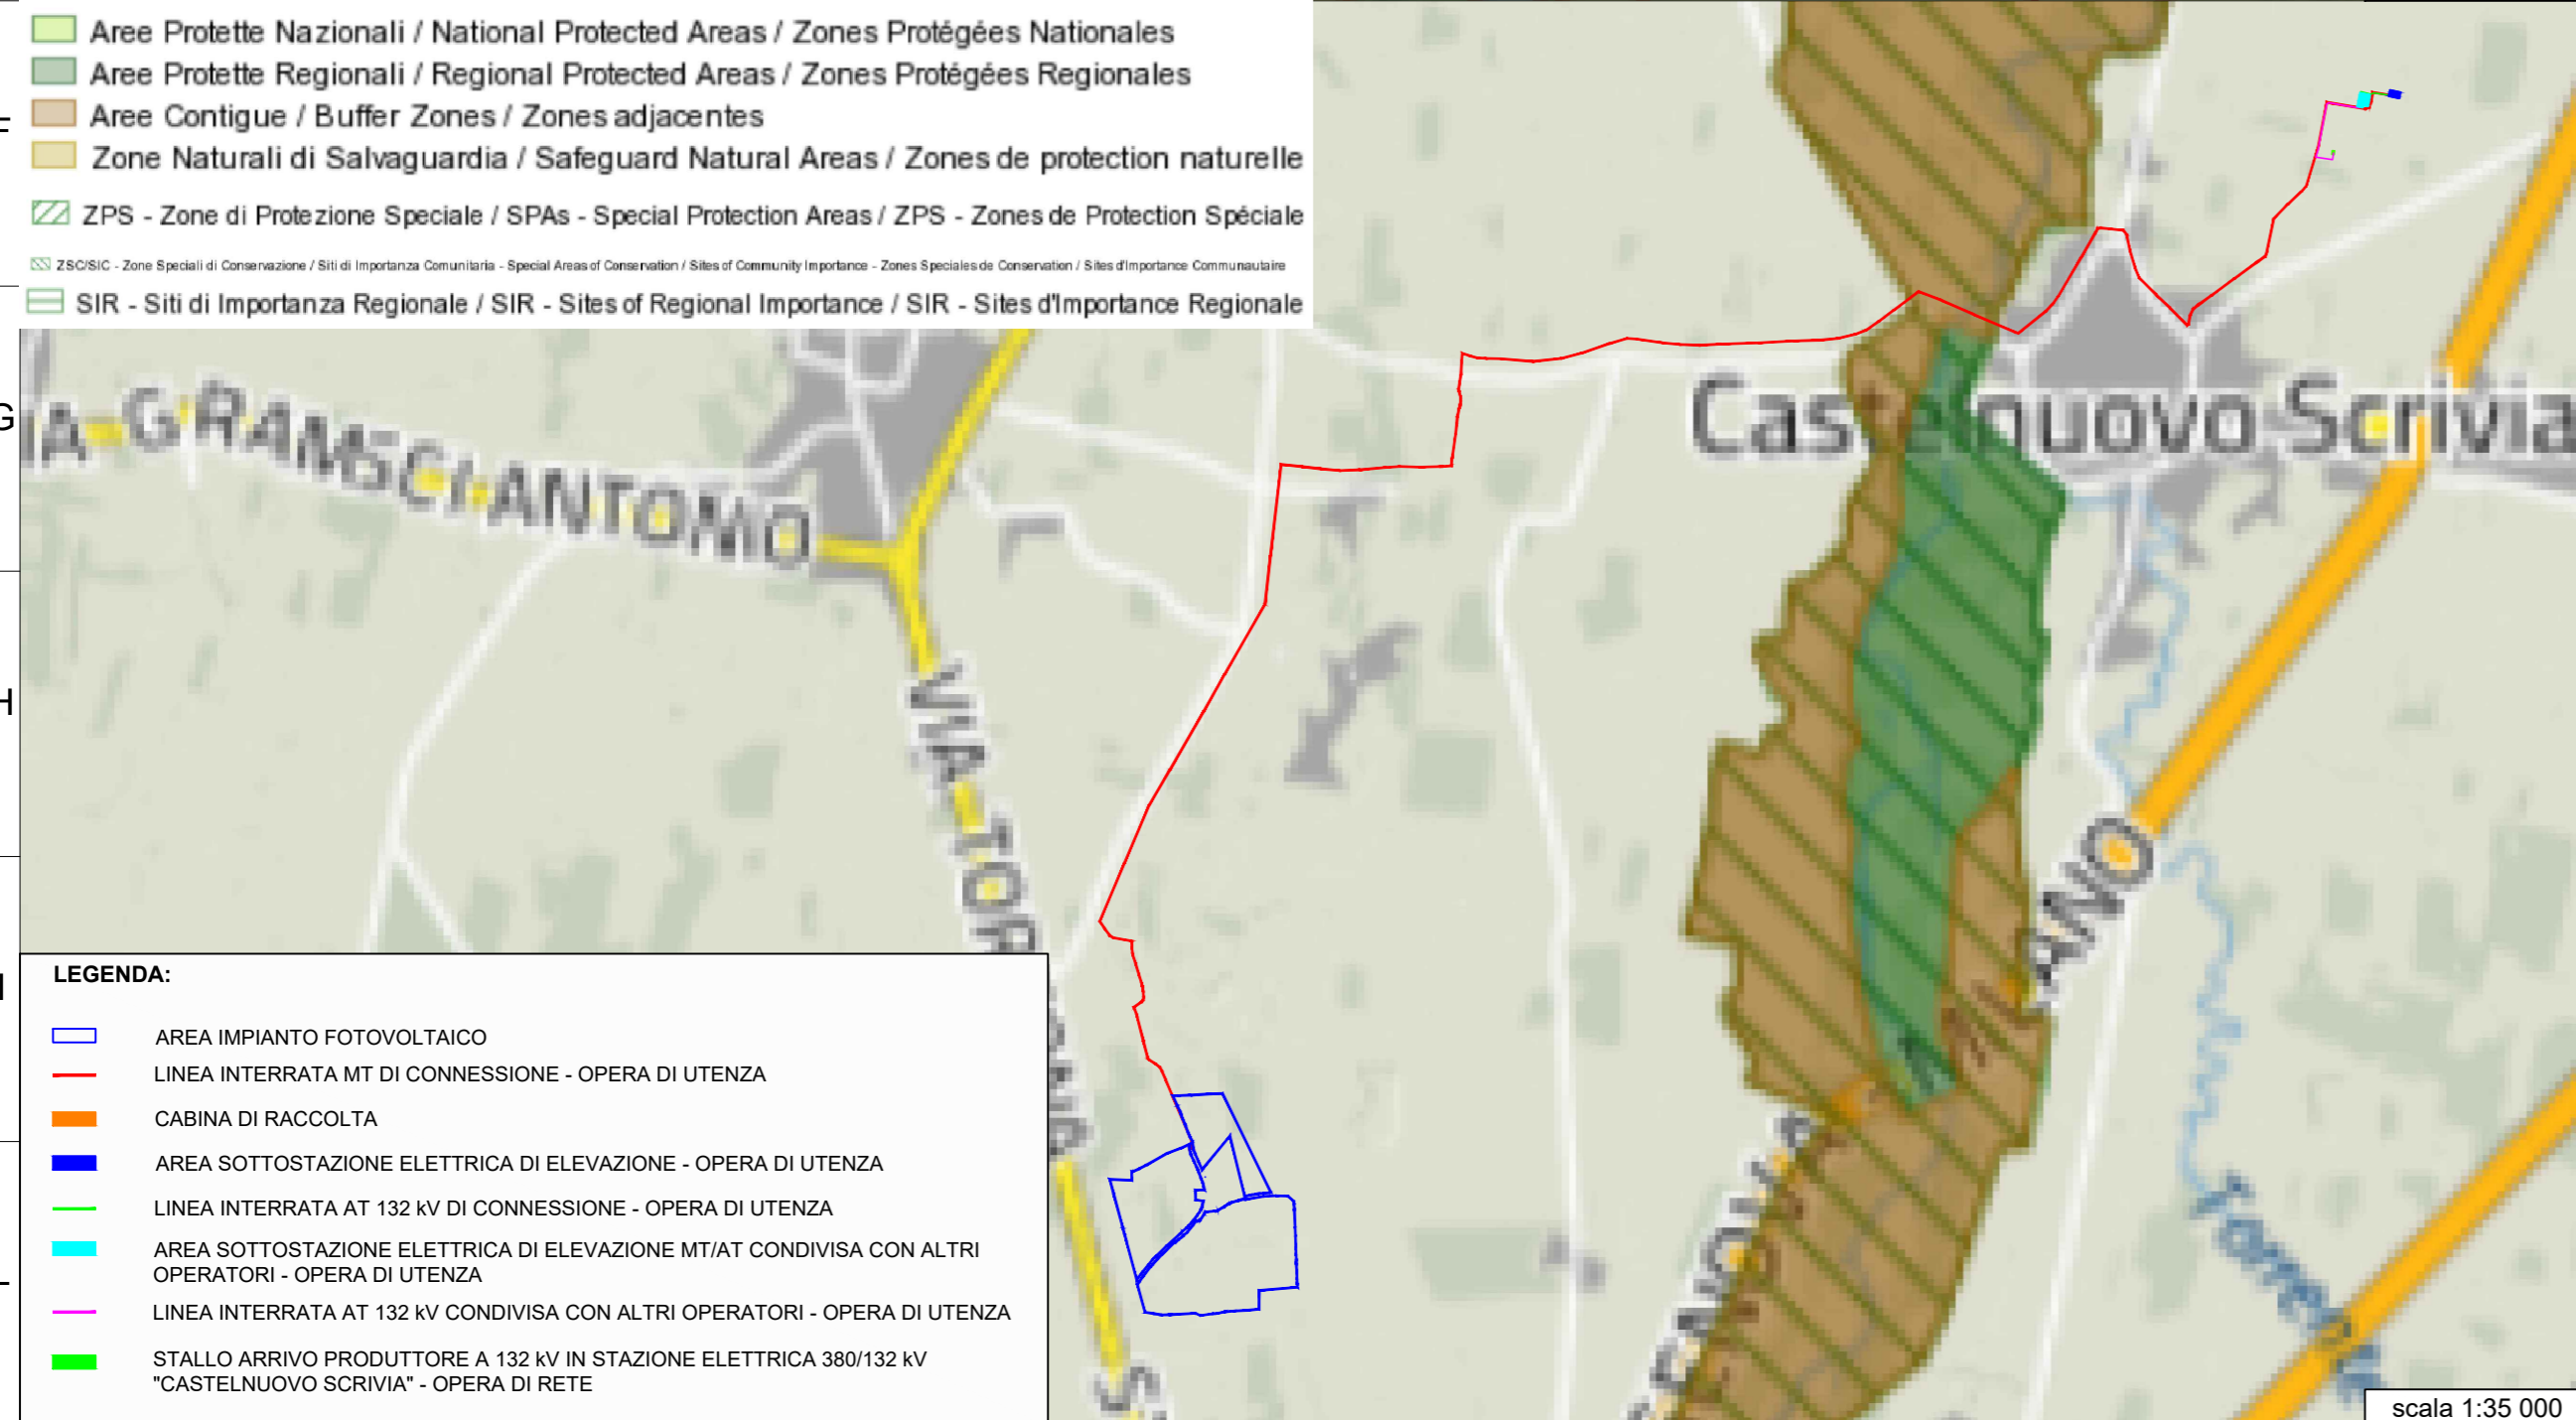 Aree Protette Nazionali / National Protected Areas / Zones Protégées Nationales
Aree Protette Regionali / Regional Protected Areas / Zones Protégées Regionales
Aree Contigue / Buffer Zones / Zones adjacentes
Zone Naturali di Salvaguardia / Safeguard Natural Areas / Zones de protection naturelle
ZPS - Zone di Protezione Speciale / SPAs - Special Protection Areas / ZPS - Zones de Protection Spéciale
ZSC/SIC - Zone Speciali di Conservazione / Siti di Importanza Comunitaria - Special Areas of Conservation / Sites of Community Importance - Zones Speciales de Conservation / Sites d'Importance Communautaire
SIR - Siti di Importanza Regionale / SIR - Sites of Regional Importance / SIR - Sites d'Importance Regionale
G
H
Castelnuovo Scrivia
VIA TOR
LEGENDA:
AREA IMPIANTO FOTOVOLTAICO
LINEA INTERRATA MT DI CONNESSIONE - OPERA DI UTENZA
CABINA DI RACCOLTA
AREA SOTTOSTAZIONE ELETTRICA DI ELEVAZIONE - OPERA DI UTENZA
LINEA INTERRATA AT 132 kV DI CONNESSIONE - OPERA DI UTENZA
AREA SOTTOSTAZIONE ELETTRICA DI ELEVAZIONE MT/AT CONDIVISA CON ALTRI
OPERATORI - OPERA DI UTENZA
LINEA INTERRATA AT 132 kV CONDIVISA CON ALTRI OPERATORI - OPERA DI UTENZA
STALLO ARRIVO PRODUTTORE A 132 kV IN STAZIONE ELETTRICA 380/132 kV
"CASTELNUOVO SCRIVIA" - OPERA DI RETE
scala 1:35 000